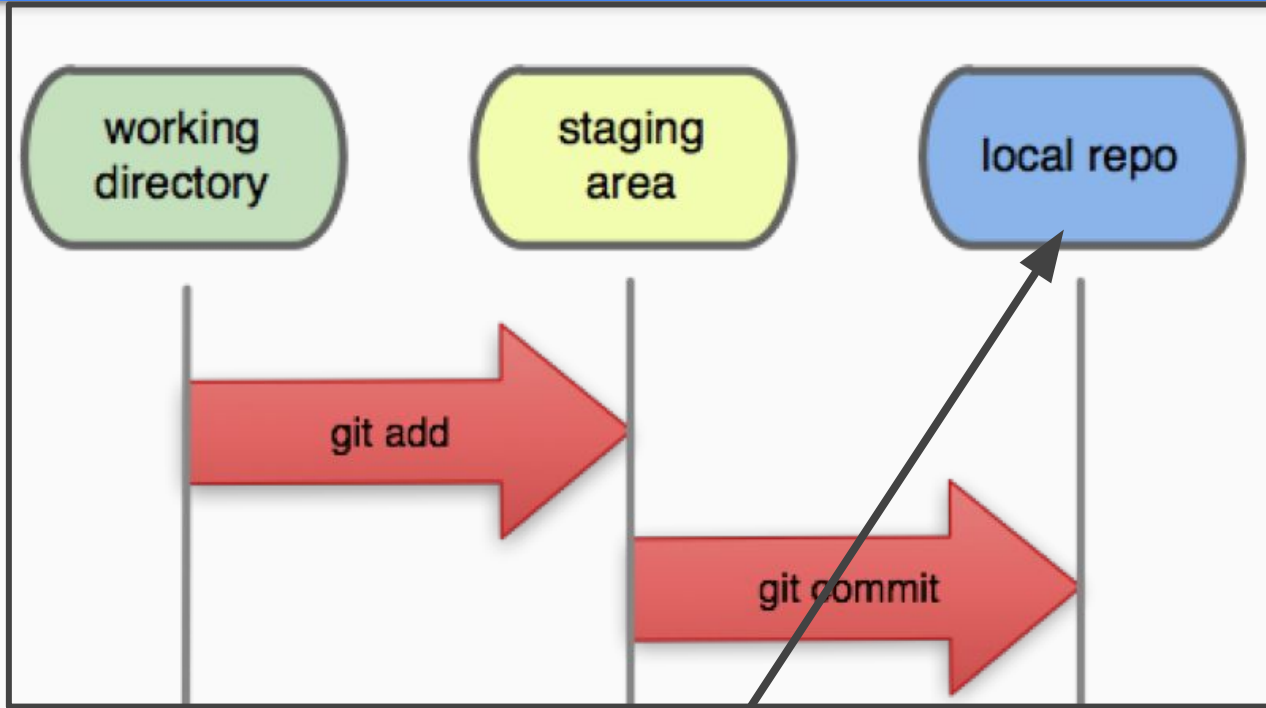 working
directory
staging
area
local repo
git add
git commit